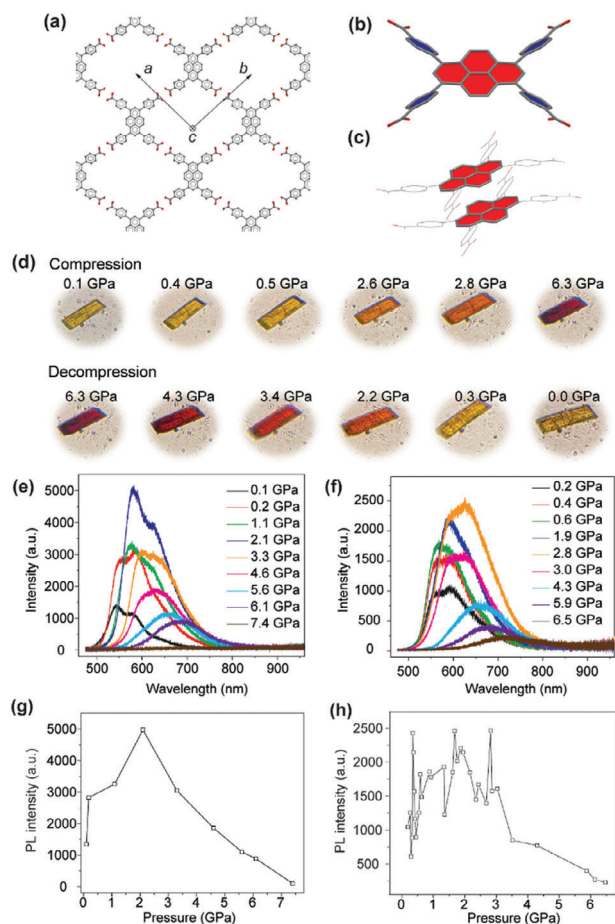 (a)
a
b
c
(b)
(c)
(d)
Compression
0.1 GPa 0.4 GPa 0.5 GPa 2.6 GPa 2.8 GPa 6.3 GPa
Decompression
6.3 GPa 4.3 GPa 3.4 GPa 2.2 GPa 0.3 GPa 0.0 GPa
(e)
Intensity (a.u.)
5000
4000
3000
2000
1000
0
0.1 GPa
0.2 GPa
1.1 GPa
2.1 GPa
3.3 GPa
4.6 GPa
5.6 GPa
6.1 GPa
7.4 GPa
500 600 700 800 900
Wavelength (nm)
(f)
Intensity (a.u.)
2500
2000
1500
1000
500
0
0.2 GPa
0.4 GPa
0.6 GPa
1.9 GPa
2.8 GPa
3.0 GPa
4.3 GPa
5.9 GPa
6.5 GPa
500 600 700 800 900
Wavelength (nm)
(g)
PL intensity (a.u.)
5000
4000
3000
2000
1000
0
0 1 2 3 4 5 6 7
Pressure (GPa)
(h)
PL intensity (a.u.)
2500
2000
1500
1000
500
0 1 2 3 4 5 6
Pressure (GPa)